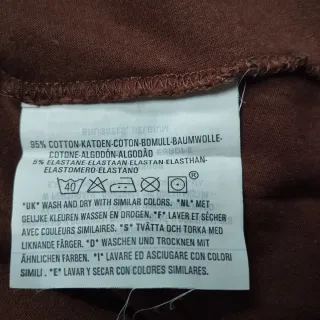 95% COTTON-KATOEN-COTON-BOMULL-BAUMWOLLE-
COTONE-ALGODÓN-ALGODÃO
5% ELASTANE-ELASTAAN-ELASTAN-ELASTHAN-
ELASTOMERO-ELASTANO
40
*UK* WASH AND DRY WITH SIMILAR COLORS. *NL* MET
GELIJKE KLEUREN WASSEN EN DROGEN. *F* LAVER ET SÉCHER
AVEC COULEURS SIMILAIRES. *S* TVÄTTA OCH TORKA MED
LIKNANDE FÄRGER. *D* WASCHEN UND TROCKNEN MIT
ÄHNLICHEN FARBEN. *I* LAVARE ED ASCIUGARE CON COLORI
SIMILI. *E* LAVAR Y SECAR CON COLORES SIMILARES.